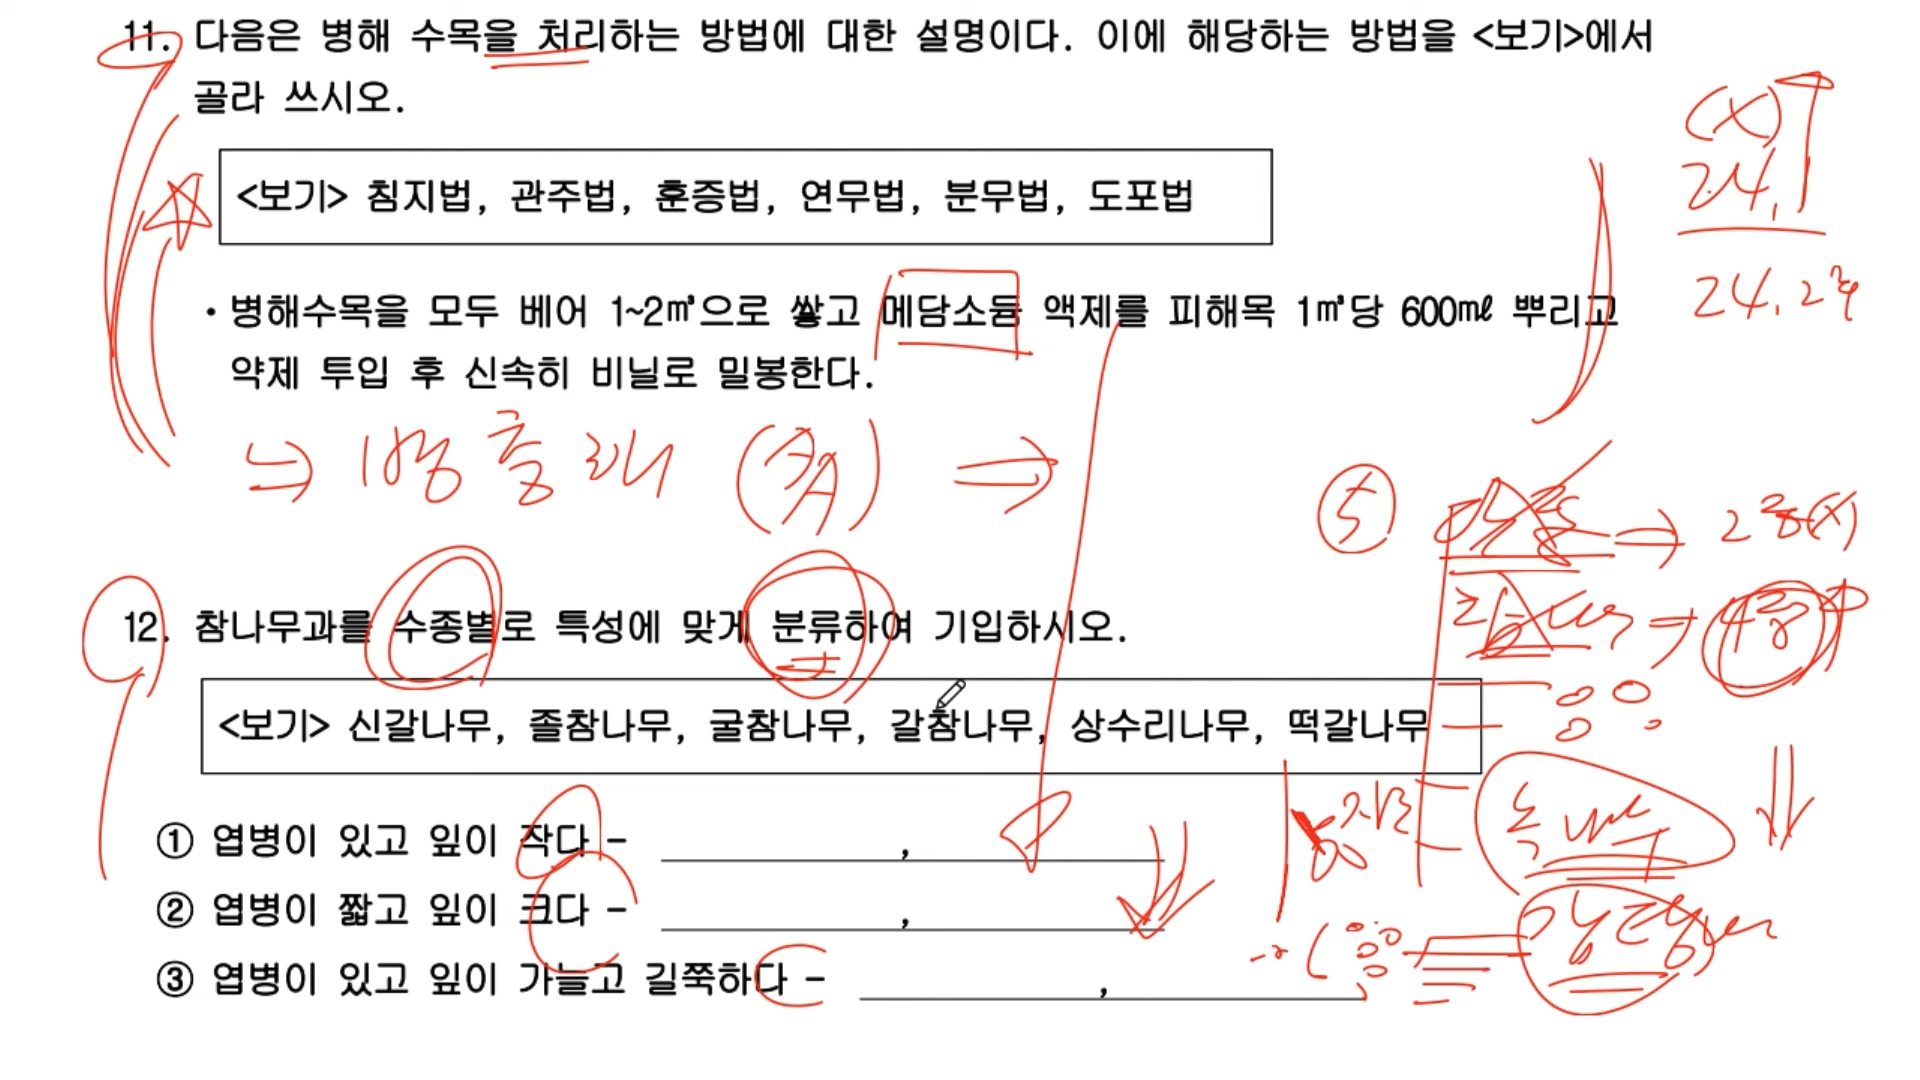 11. 다음은 병해 수목을 처리하는 방법에 대한 설명이다. 이에 해당하는 방법을 <보기>에서
골라 쓰시오.
<보기> 침지법, 관주법, 훈증법, 연무법, 분무법, 도포법
· 병해수목을 모두 베어 1~2㎥으로 쌓고 메담소듐 액제를 피해목 1㎥당 600㎖ 뿌리고
약제 투입 후 신속히 비닐로 밀봉한다.
(X)
24.1
24.2
⇒ 병충래 ( ) ⇒
⑤
⇒ 2종(X)
⇒ 4종
12. 참나무과를 수종별로 특성에 맞게 분류하여 기입하시오.
<보기> 신갈나무, 졸참나무, 굴참나무, 갈참나무, 상수리나무, 떡갈나무
① 엽병이 있고 잎이 작다 - ,
② 엽병이 짧고 잎이 크다 - ,
③ 엽병이 있고 잎이 가늘고 길쭉하다 - ,